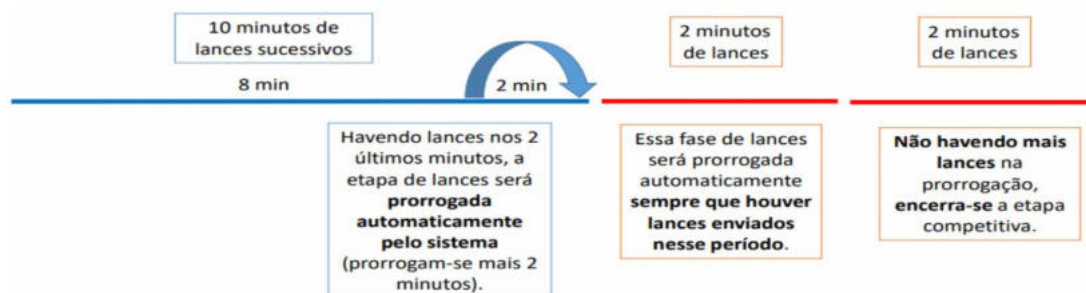 10 minutos de
lances sucessivos
2 minutos
de lances
2 minutos
de lances
8 min
2 min
Havendo lances nos 2
últimos minutos, a
etapa de lances será
prorrogada
automaticamente
pelo sistema
(prorrogam-se mais 2
minutos).
Essa fase de lances
será prorrogada
automaticamente
sempre que houver
lances enviados
nesse período.
Não havendo mais
lances na
prorrogação,
encerra-se a etapa
competitiva.